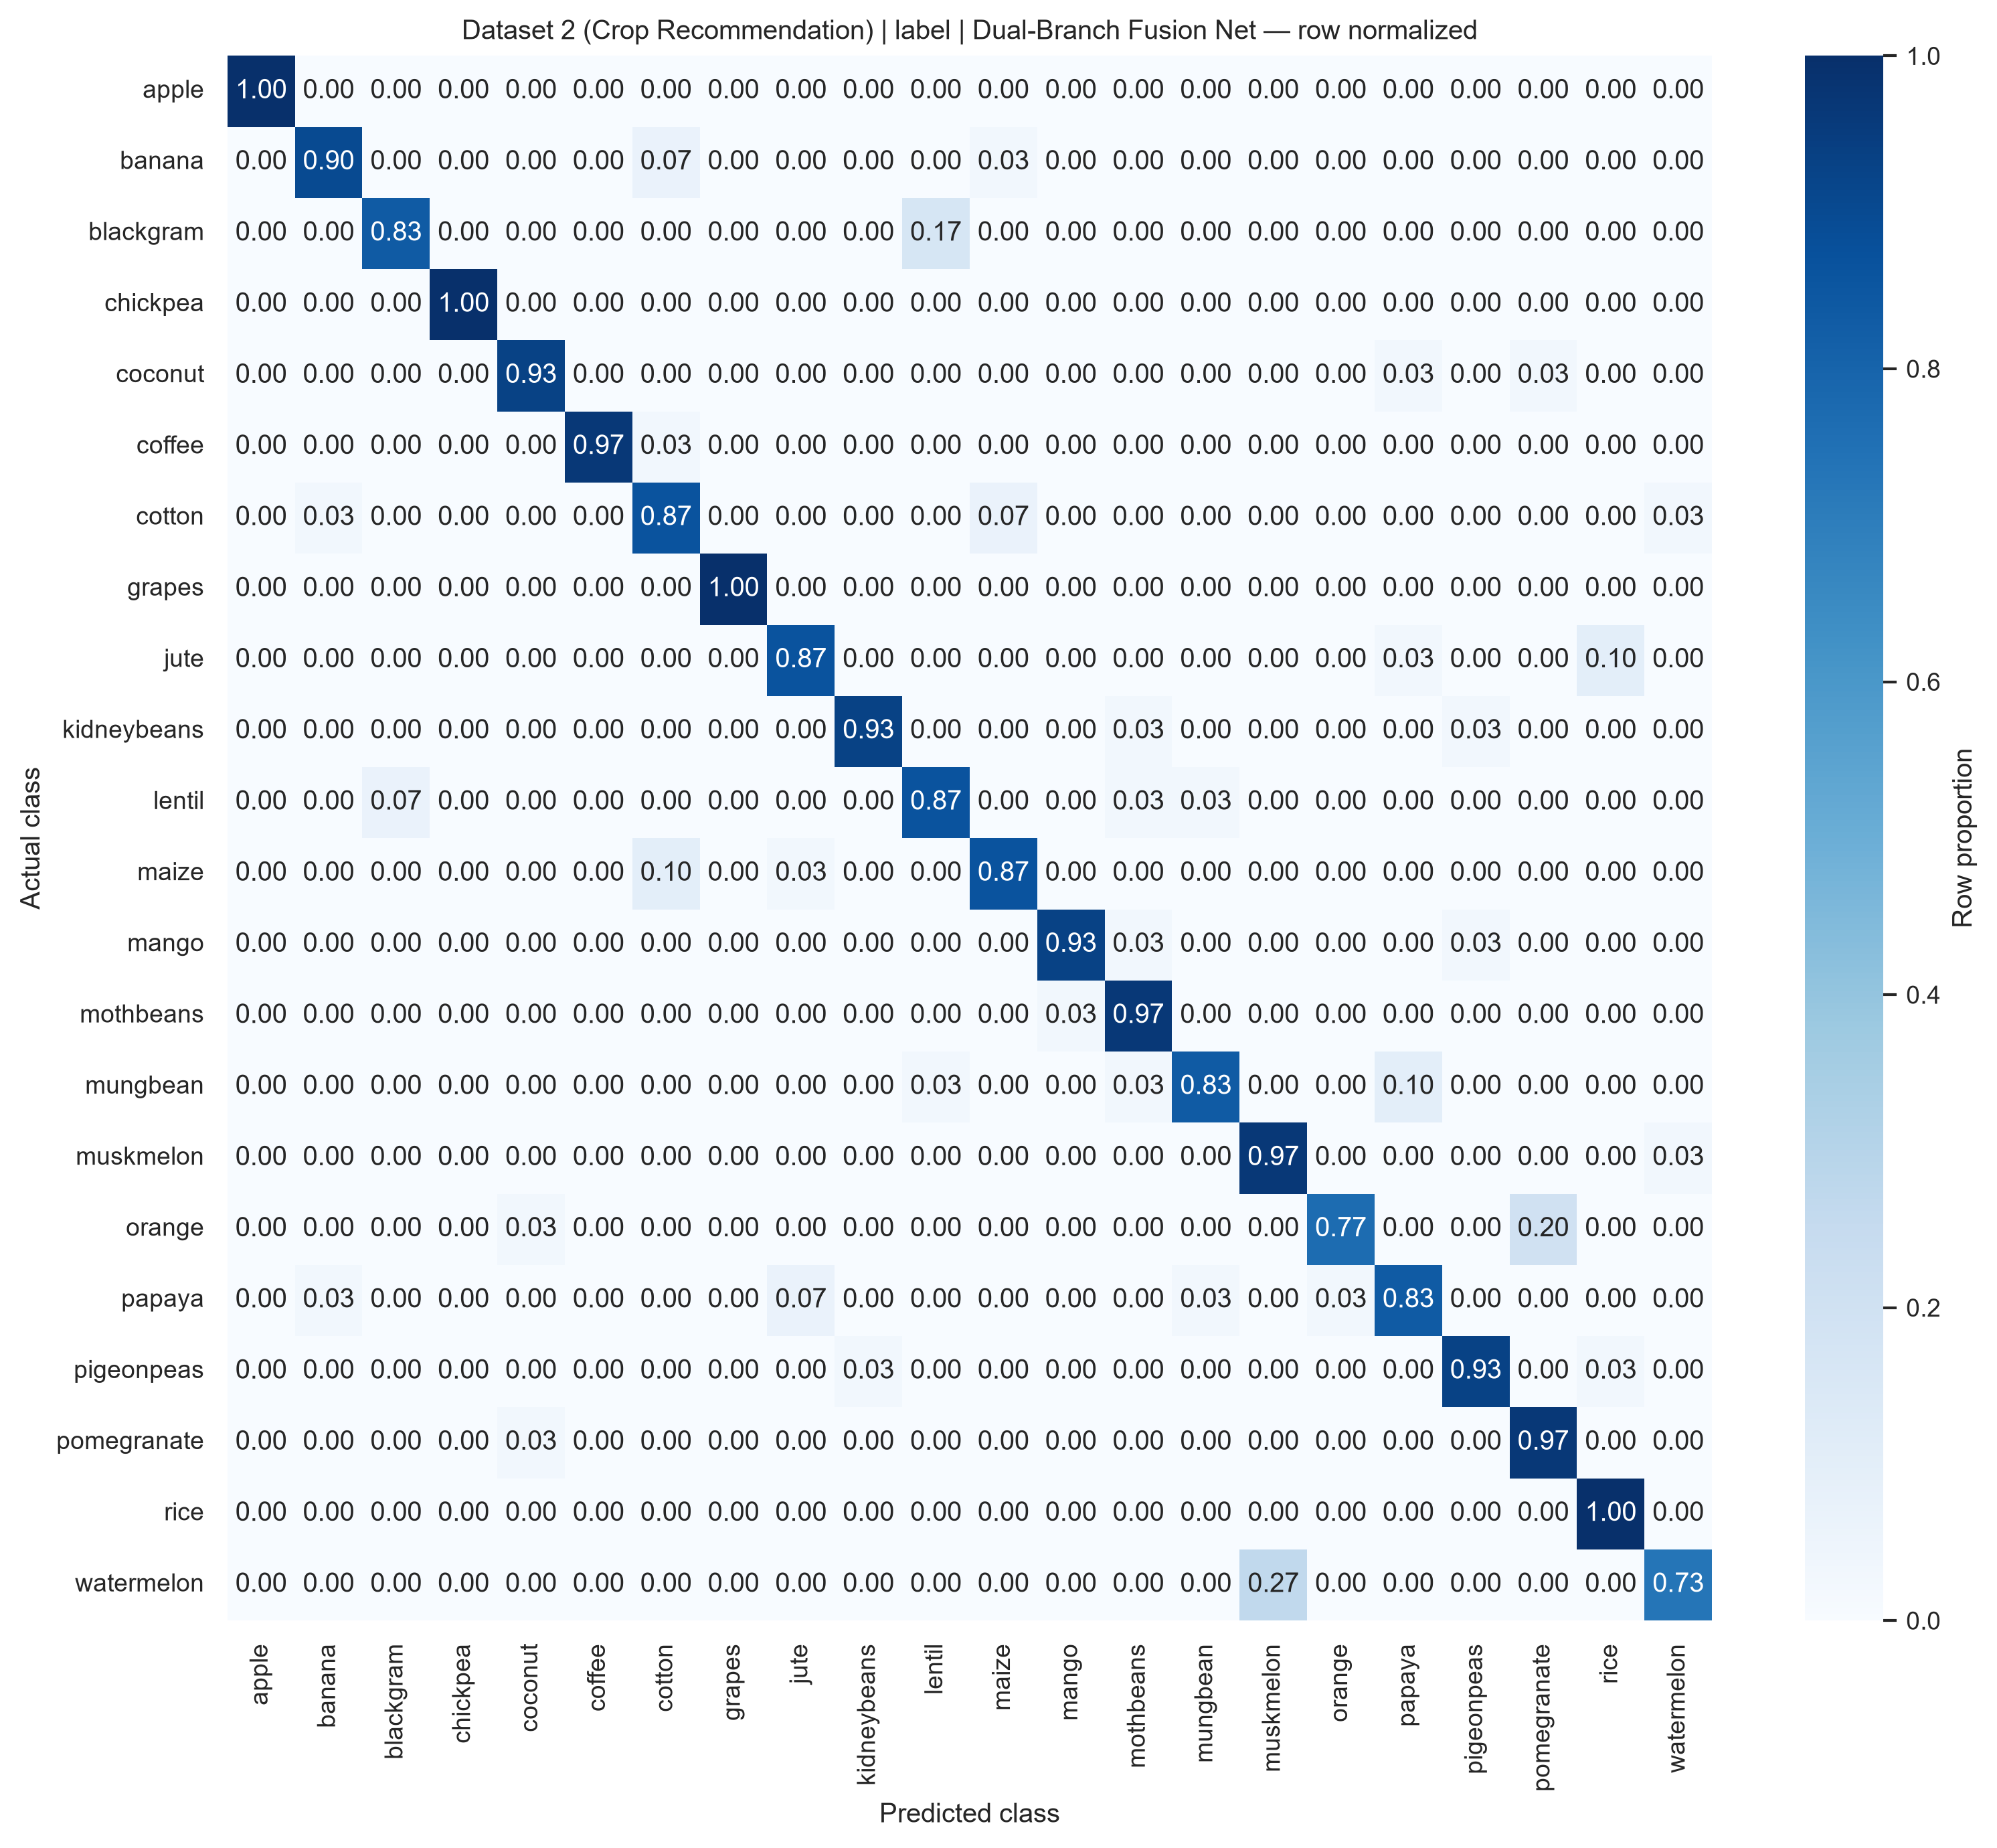 Dataset 2 (Crop Recommendation) | label | Dual-Branch Fusion Net — row normalized
apple 1.00 0.00 0.00 0.00 0.00 0.00 0.00 0.00 0.00 0.00 0.00 0.00 0.00 0.00 0.00 0.00 0.00 0.00 0.00 0.00 0.00 0.00
banana 0.00 0.90 0.00 0.00 0.00 0.00 0.07 0.00 0.00 0.00 0.00 0.03 0.00 0.00 0.00 0.00 0.00 0.00 0.00 0.00 0.00 0.00
blackgram 0.00 0.00 0.83 0.00 0.00 0.00 0.00 0.00 0.00 0.00 0.17 0.00 0.00 0.00 0.00 0.00 0.00 0.00 0.00 0.00 0.00 0.00
chickpea 0.00 0.00 0.00 1.00 0.00 0.00 0.00 0.00 0.00 0.00 0.00 0.00 0.00 0.00 0.00 0.00 0.00 0.00 0.00 0.00 0.00 0.00
coconut 0.00 0.00 0.00 0.00 0.93 0.00 0.00 0.00 0.00 0.00 0.00 0.00 0.00 0.00 0.00 0.00 0.00 0.03 0.00 0.03 0.00 0.00
coffee 0.00 0.00 0.00 0.00 0.00 0.97 0.03 0.00 0.00 0.00 0.00 0.00 0.00 0.00 0.00 0.00 0.00 0.00 0.00 0.00 0.00 0.00
cotton 0.00 0.03 0.00 0.00 0.00 0.00 0.87 0.00 0.00 0.00 0.00 0.07 0.00 0.00 0.00 0.00 0.00 0.00 0.00 0.00 0.00 0.03
grapes 0.00 0.00 0.00 0.00 0.00 0.00 0.00 1.00 0.00 0.00 0.00 0.00 0.00 0.00 0.00 0.00 0.00 0.00 0.00 0.00 0.00 0.00
jute 0.00 0.00 0.00 0.00 0.00 0.00 0.00 0.00 0.87 0.00 0.00 0.00 0.00 0.00 0.00 0.00 0.00 0.03 0.00 0.00 0.10 0.00
kidneybeans 0.00 0.00 0.00 0.00 0.00 0.00 0.00 0.00 0.00 0.93 0.00 0.00 0.00 0.03 0.00 0.00 0.00 0.00 0.03 0.00 0.00 0.00
lentil 0.00 0.00 0.07 0.00 0.00 0.00 0.00 0.00 0.00 0.00 0.87 0.00 0.00 0.03 0.03 0.00 0.00 0.00 0.00 0.00 0.00 0.00
maize 0.00 0.00 0.00 0.00 0.00 0.00 0.10 0.00 0.03 0.00 0.00 0.87 0.00 0.00 0.00 0.00 0.00 0.00 0.00 0.00 0.00 0.00
mango 0.00 0.00 0.00 0.00 0.00 0.00 0.00 0.00 0.00 0.00 0.00 0.00 0.93 0.03 0.00 0.00 0.00 0.00 0.03 0.00 0.00 0.00
mothbeans 0.00 0.00 0.00 0.00 0.00 0.00 0.00 0.00 0.00 0.00 0.00 0.00 0.03 0.97 0.00 0.00 0.00 0.00 0.00 0.00 0.00 0.00
mungbean 0.00 0.00 0.00 0.00 0.00 0.00 0.00 0.00 0.00 0.00 0.03 0.00 0.00 0.03 0.83 0.00 0.00 0.10 0.00 0.00 0.00 0.00
muskmelon 0.00 0.00 0.00 0.00 0.00 0.00 0.00 0.00 0.00 0.00 0.00 0.00 0.00 0.00 0.00 0.97 0.00 0.00 0.00 0.00 0.00 0.03
orange 0.00 0.00 0.00 0.00 0.03 0.00 0.00 0.00 0.00 0.00 0.00 0.00 0.00 0.00 0.00 0.00 0.77 0.00 0.00 0.20 0.00 0.00
papaya 0.00 0.03 0.00 0.00 0.00 0.00 0.00 0.00 0.07 0.00 0.00 0.00 0.00 0.00 0.03 0.00 0.03 0.83 0.00 0.00 0.00 0.00
pigeonpeas 0.00 0.00 0.00 0.00 0.00 0.00 0.00 0.00 0.00 0.03 0.00 0.00 0.00 0.00 0.00 0.00 0.00 0.00 0.93 0.00 0.03 0.00
pomegranate 0.00 0.00 0.00 0.00 0.03 0.00 0.00 0.00 0.00 0.00 0.00 0.00 0.00 0.00 0.00 0.00 0.00 0.00 0.00 0.97 0.00 0.00
rice 0.00 0.00 0.00 0.00 0.00 0.00 0.00 0.00 0.00 0.00 0.00 0.00 0.00 0.00 0.00 0.00 0.00 0.00 0.00 0.00 1.00 0.00
watermelon 0.00 0.00 0.00 0.00 0.00 0.00 0.00 0.00 0.00 0.00 0.00 0.00 0.00 0.00 0.00 0.27 0.00 0.00 0.00 0.00 0.00 0.73
Actual class
apple
banana
blackgram
chickpea
coconut
coffee
cotton
grapes
jute
kidneybeans
lentil
maize
mango
mothbeans
mungbean
muskmelon
orange
papaya
pigeonpeas
pomegranate
rice
watermelon
Predicted class
1.0
0.8
0.6
0.4
0.2
0.0
Row proportion